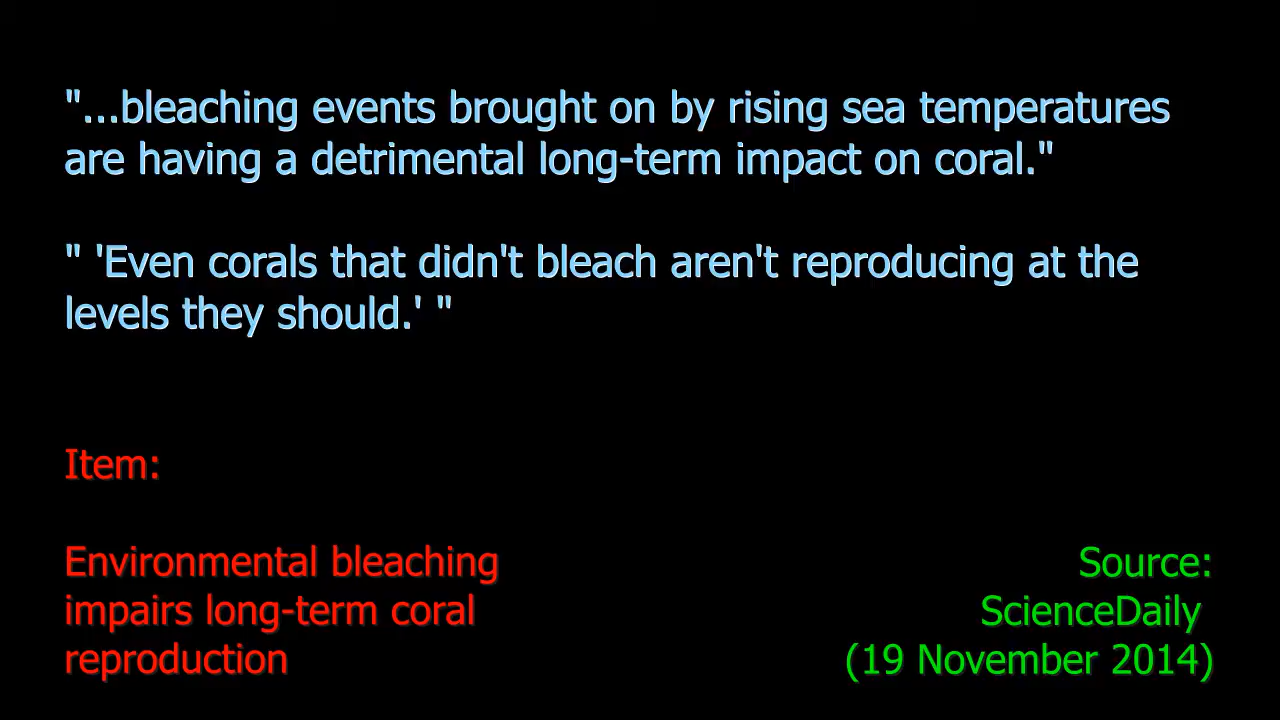 "...bleaching events brought on by rising sea temperatures
are having a detrimental long-term impact on coral."
" 'Even corals that didn't bleach aren't reproducing at the
levels they should.' "
Item:
Environmental bleaching
impairs long-term coral
reproduction
Source:
ScienceDaily
(19 November 2014)